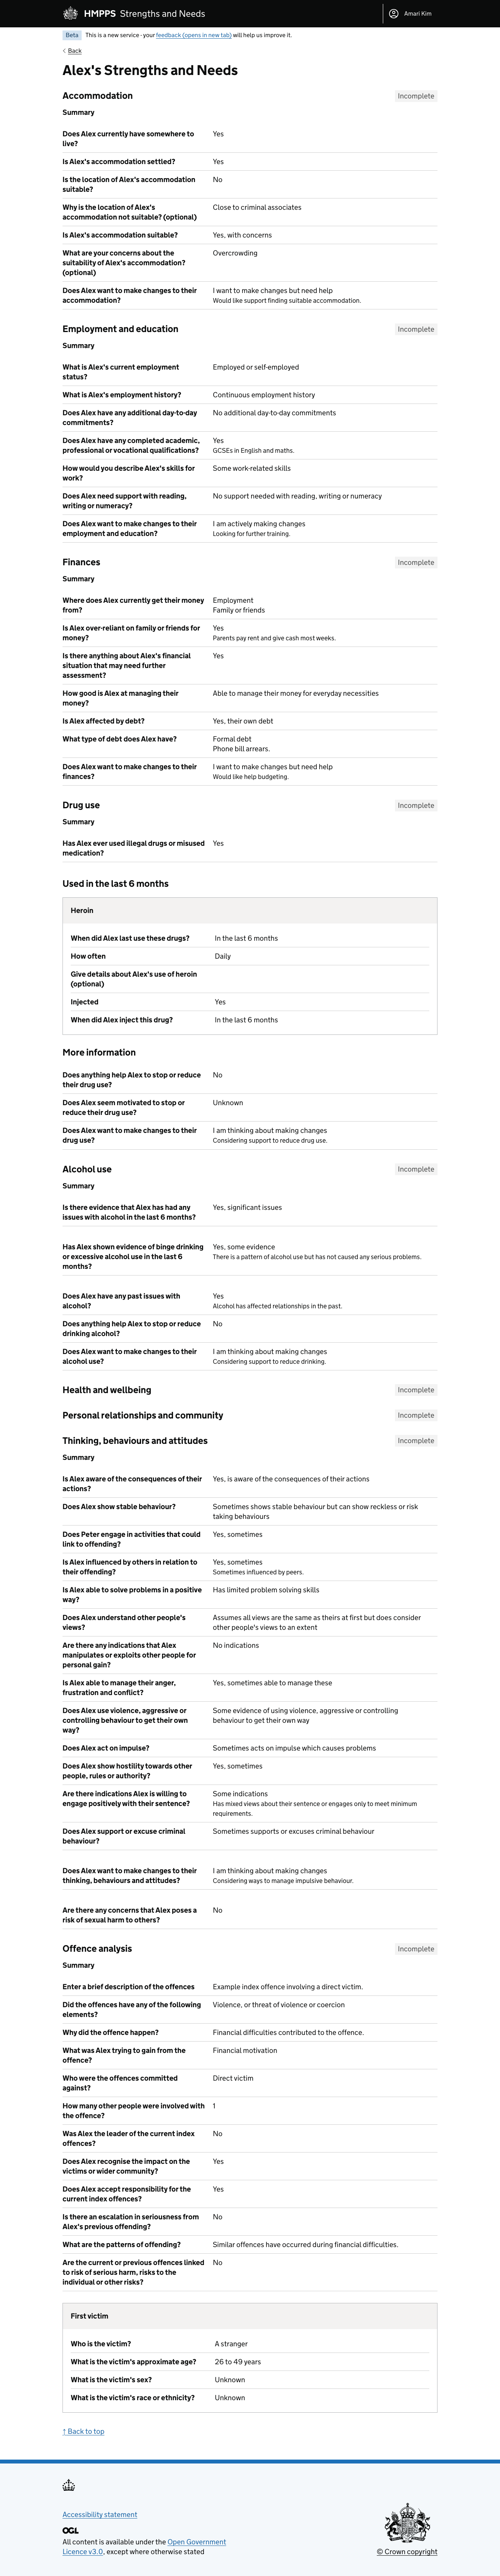 HMPPS Strengths and Needs
Amari Kim
Beta This is a new service - your feedback (opens in new tab) will help us improve it.
Back
Alex's Strengths and Needs
Accommodation
Incomplete
Summary
Does Alex currently have somewhere to
live?
Yes
Is Alex's accommodation settled?
Yes
Is the location of Alex's accommodation
suitable?
No
Why is the location of Alex's
accommodation not suitable? (optional)
Close to criminal associates
Is Alex's accommodation suitable?
Yes, with concerns
What are your concerns about the
suitability of Alex's accommodation?
(optional)
Overcrowding
Does Alex want to make changes to their
accommodation?
I want to make changes but need help
Would like support finding suitable accommodation.
Employment and education
Incomplete
Summary
What is Alex's current employment
status?
Employed or self-employed
What is Alex's employment history?
Continuous employment history
Does Alex have any additional day-to-day
commitments?
No additional day-to-day commitments
Does Alex have any completed academic,
professional or vocational qualifications?
Yes
GCSEs in English and maths.
How would you describe Alex's skills for
work?
Some work-related skills
Does Alex need support with reading,
writing or numeracy?
No support needed with reading, writing or numeracy
Does Alex want to make changes to their
employment and education?
I am actively making changes
Looking for further training.
Finances
Incomplete
Summary
Where does Alex currently get their money
from?
Employment
Family or friends
Is Alex over-reliant on family or friends for
money?
Yes
Parents pay rent and give cash most weeks.
Is there anything about Alex's financial
situation that may need further
assessment?
Yes
How good is Alex at managing their
money?
Able to manage their money for everyday necessities
Is Alex affected by debt?
Yes, their own debt
What type of debt does Alex have?
Formal debt
Phone bill arrears.
Does Alex want to make changes to their
finances?
I want to make changes but need help
Would like help budgeting.
Drug use
Incomplete
Summary
Has Alex ever used illegal drugs or misused
medication?
Yes
Used in the last 6 months
Heroin
When did Alex last use these drugs?
In the last 6 months
How often
Daily
Give details about Alex's use of heroin
(optional)
Injected
Yes
When did Alex inject this drug?
In the last 6 months
More information
Does anything help Alex to stop or reduce
their drug use?
No
Does Alex seem motivated to stop or
reduce their drug use?
Unknown
Does Alex want to make changes to their
drug use?
I am thinking about making changes
Considering support to reduce drug use.
Alcohol use
Incomplete
Summary
Is there evidence that Alex has had any
issues with alcohol in the last 6 months?
Yes, significant issues
Has Alex shown evidence of binge drinking
or excessive alcohol use in the last 6
months?
Yes, some evidence
There is a pattern of alcohol use but has not caused any serious problems.
Does Alex have any past issues with
alcohol?
Yes
Alcohol has affected relationships in the past.
Does anything help Alex to stop or reduce
drinking alcohol?
No
Does Alex want to make changes to their
alcohol use?
I am thinking about making changes
Considering support to reduce drinking.
Health and wellbeing
Incomplete
Personal relationships and community
Incomplete
Thinking, behaviours and attitudes
Incomplete
Summary
Is Alex aware of the consequences of their
actions?
Yes, is aware of the consequences of their actions
Does Alex show stable behaviour?
Sometimes shows stable behaviour but can show reckless or risk
taking behaviours
Does Peter engage in activities that could
link to offending?
Yes, sometimes
Is Alex influenced by others in relation to
their offending?
Yes, sometimes
Sometimes influenced by peers.
Is Alex able to solve problems in a positive
way?
Has limited problem solving skills
Does Alex understand other people's
views?
Assumes all views are the same as theirs at first but does consider
other people's views to an extent
Are there any indications that Alex
manipulates or exploits other people for
personal gain?
No indications
Is Alex able to manage their anger,
frustration and conflict?
Yes, sometimes able to manage these
Does Alex use violence, aggressive or
controlling behaviour to get their own
way?
Some evidence of using violence, aggressive or controlling
behaviour to get their own way
Does Alex act on impulse?
Sometimes acts on impulse which causes problems
Does Alex show hostility towards other
people, rules or authority?
Yes, sometimes
Are there indications Alex is willing to
engage positively with their sentence?
Some indications
Has mixed views about their sentence or engages only to meet minimum
requirements.
Does Alex support or excuse criminal
behaviour?
Sometimes supports or excuses criminal behaviour
Does Alex want to make changes to their
thinking, behaviours and attitudes?
I am thinking about making changes
Considering ways to manage impulsive behaviour.
Are there any concerns that Alex poses a
risk of sexual harm to others?
No
Offence analysis
Incomplete
Summary
Enter a brief description of the offences
Example index offence involving a direct victim.
Did the offences have any of the following
elements?
Violence, or threat of violence or coercion
Why did the offence happen?
Financial difficulties contributed to the offence.
What was Alex trying to gain from the
offence?
Financial motivation
Who were the offences committed
against?
Direct victim
How many other people were involved with
the offence?
1
Was Alex the leader of the current index
offences?
No
Does Alex recognise the impact on the
victims or wider community?
Yes
Does Alex accept responsibility for the
current index offences?
Yes
Is there an escalation in seriousness from
Alex's previous offending?
No
What are the patterns of offending?
Similar offences have occurred during financial difficulties.
Are the current or previous offences linked
to risk of serious harm, risks to the
individual or other risks?
No
First victim
Who is the victim?
A stranger
What is the victim's approximate age?
26 to 49 years
What is the victim's sex?
Unknown
What is the victim's race or ethnicity?
Unknown
↑ Back to top
Accessibility statement
OGL
All content is available under the Open Government
Licence v3.0, except where otherwise stated
© Crown copyright